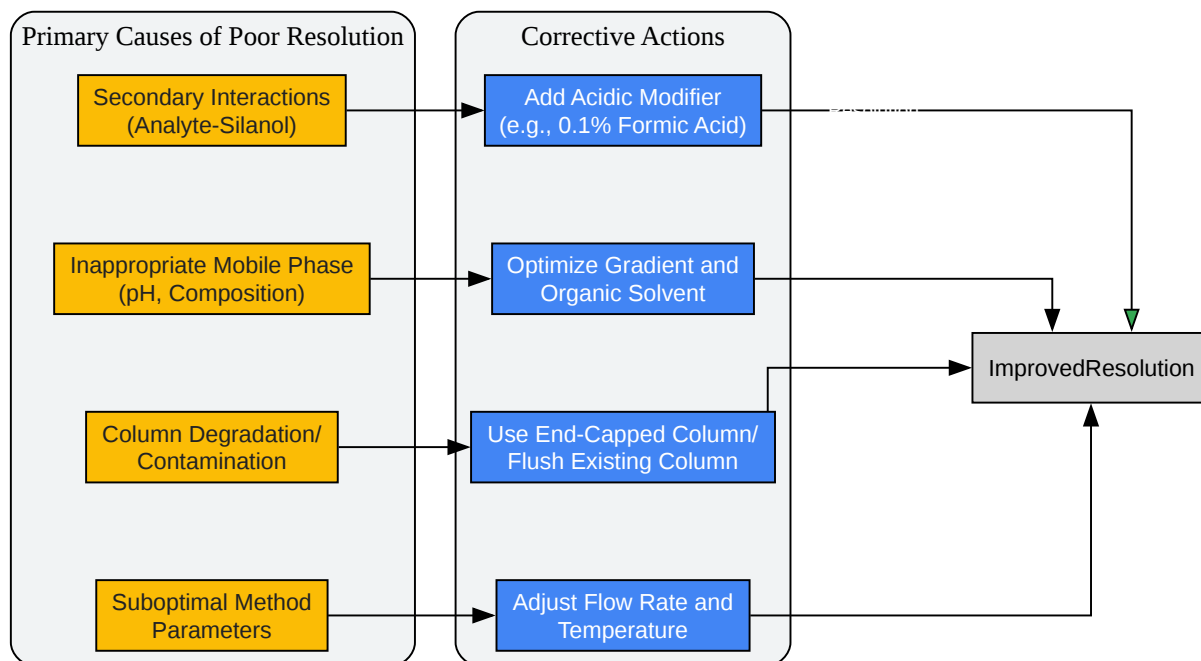 Primary Causes of Poor Resolution
Corrective Actions
Secondary Interactions
(Analyte-Silanol)
Add Acidic Modifier
(e.g., 0.1% Formic Acid)
Inappropriate Mobile Phase
(pH, Composition)
Optimize Gradient and
Organic Solvent
ImprovedResolution
Column Degradation/
Contamination
Use End-Capped Column/
Flush Existing Column
Suboptimal Method
Parameters
Adjust Flow Rate and
Temperature